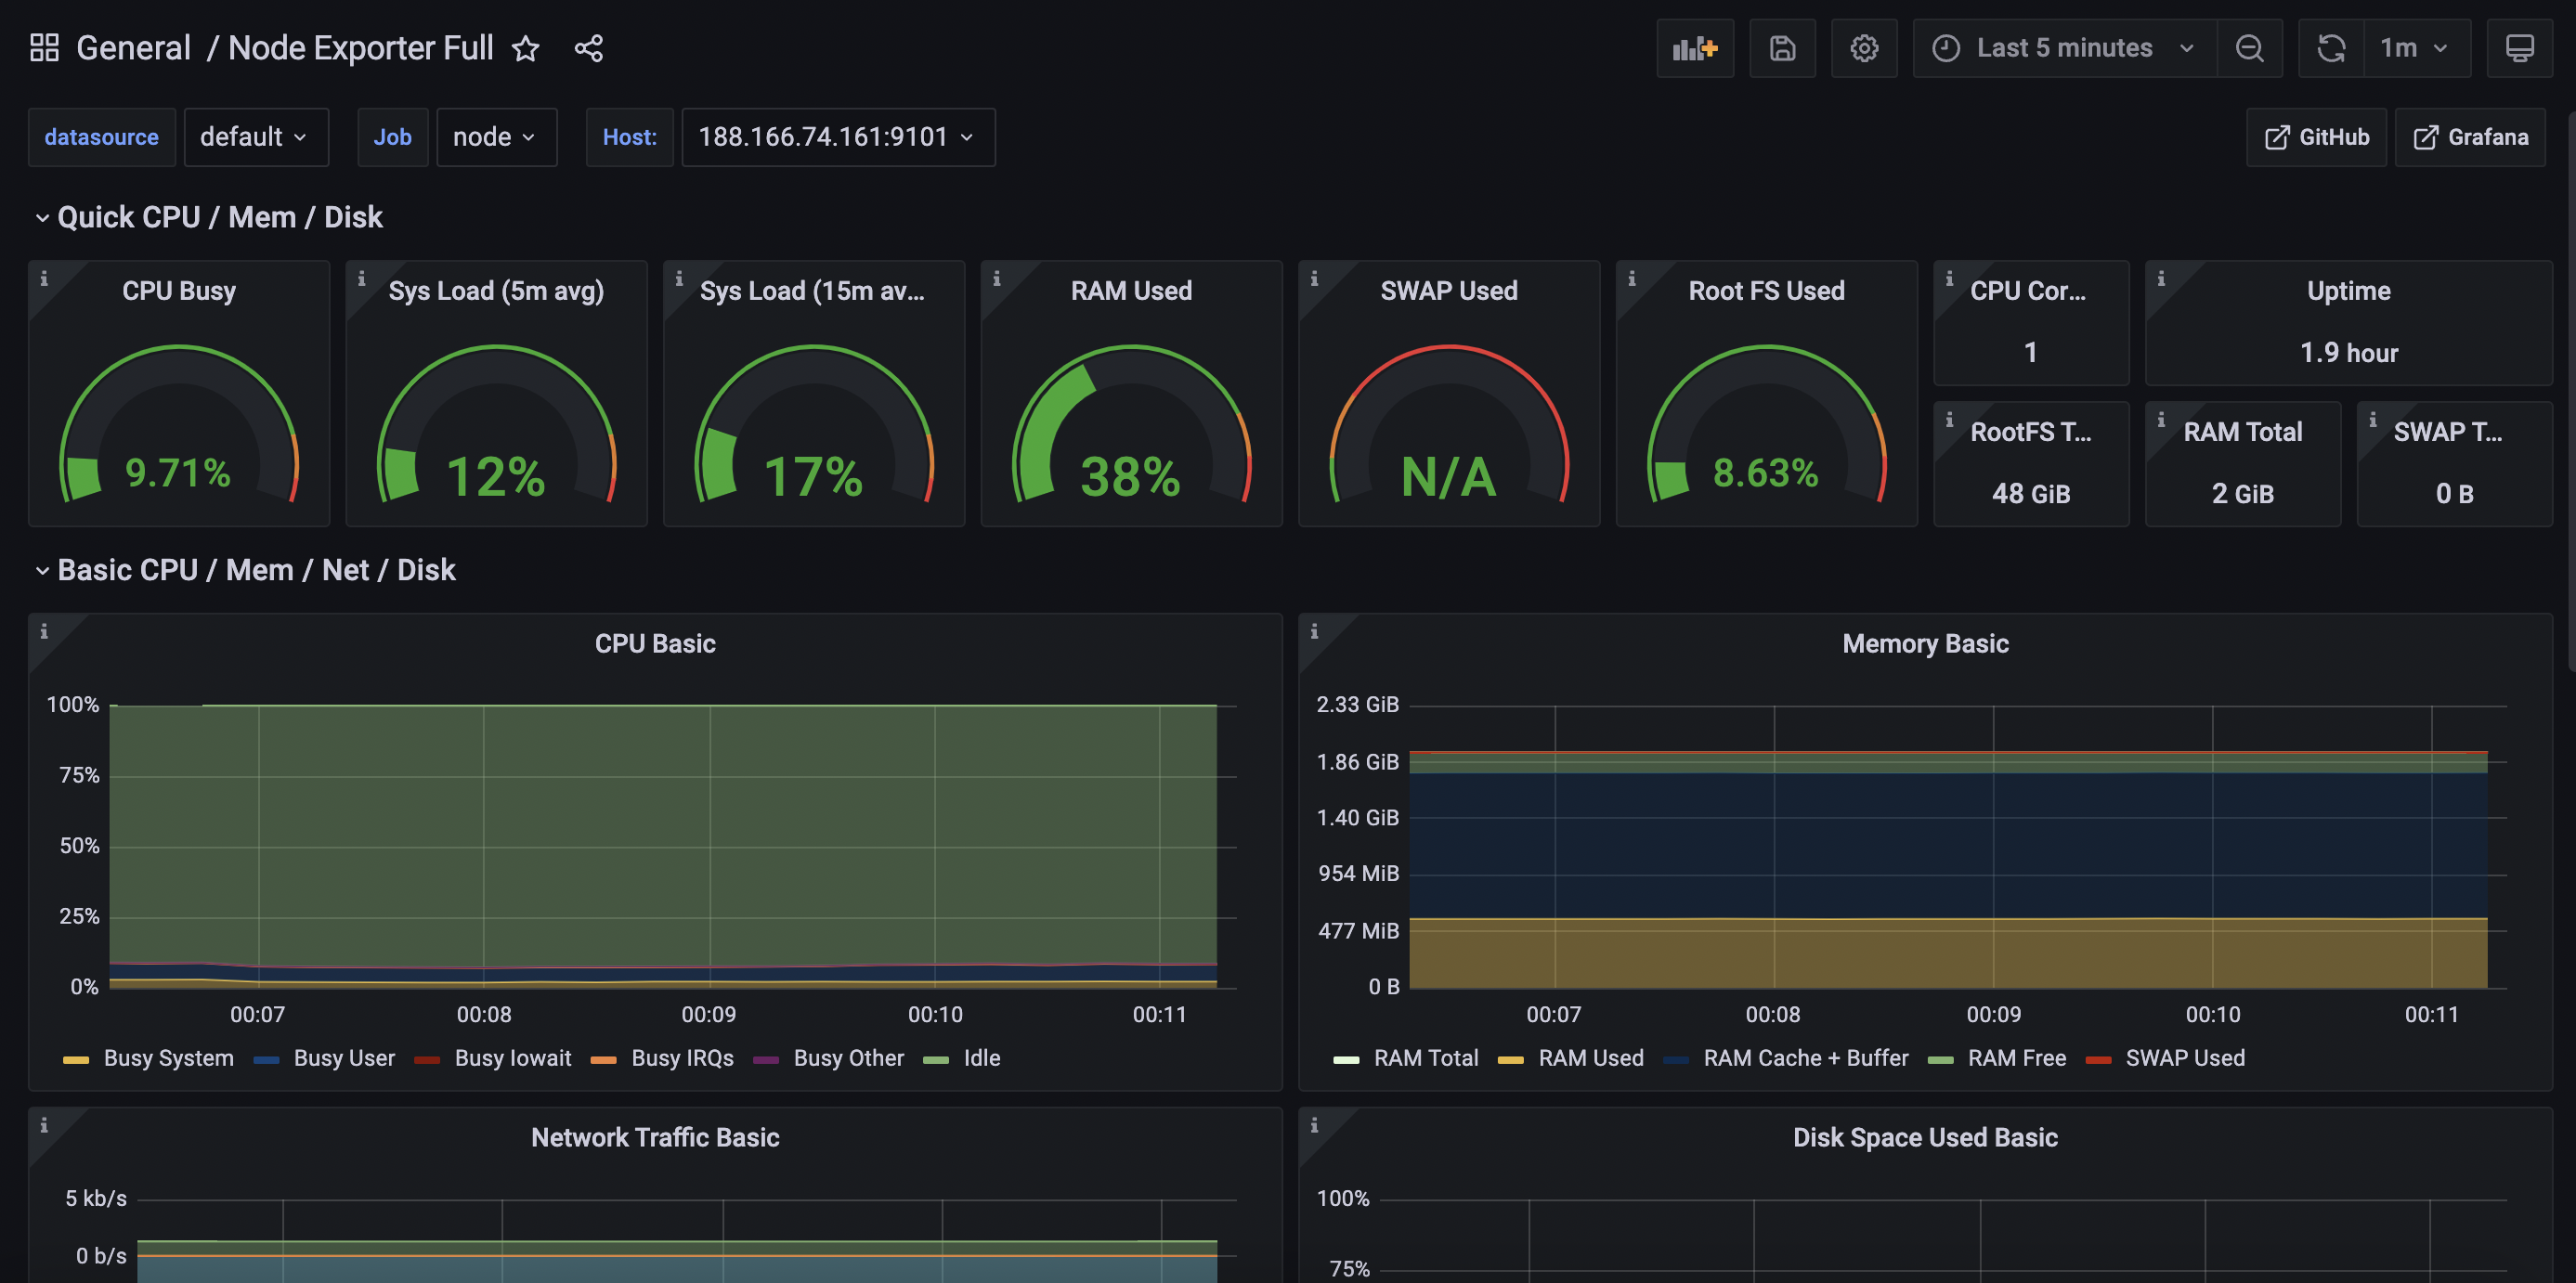 General / Node Exporter Full
Last 5 minutes
1m
datasource
default
Job
node
Host:
188.166.74.161:9101
GitHub
Grafana
Quick CPU / Mem / Disk
CPU Busy
9.71%
Sys Load (5m avg)
12%
Sys Load (15m av...
17%
RAM Used
38%
SWAP Used
N/A
Root FS Used
8.63%
CPU Cor...
1
Uptime
1.9 hour
RootFS T...
48 GiB
RAM Total
2 GiB
SWAP T...
0 B
Basic CPU / Mem / Net / Disk
CPU Basic
100%
75%
50%
25%
0%
00:07 00:08 00:09 00:10 00:11
Busy System Busy User Busy Iowait Busy IRQs Busy Other Idle
Memory Basic
2.33 GiB
1.86 GiB
1.40 GiB
954 MiB
477 MiB
0 B
00:07 00:08 00:09 00:10 00:11
RAM Total RAM Used RAM Cache + Buffer RAM Free SWAP Used
Network Traffic Basic
5 kb/s
0 b/s
Disk Space Used Basic
100%
75%